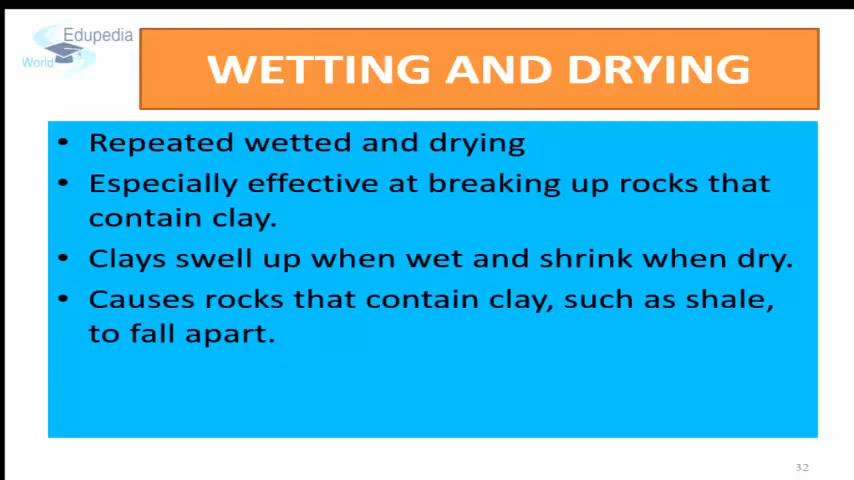 Edupedia
World
WETTING AND DRYING
• Repeated wetted and drying
• Especially effective at breaking up rocks that
contain clay.
• Clays swell up when wet and shrink when dry.
• Causes rocks that contain clay, such as shale,
to fall apart.
32